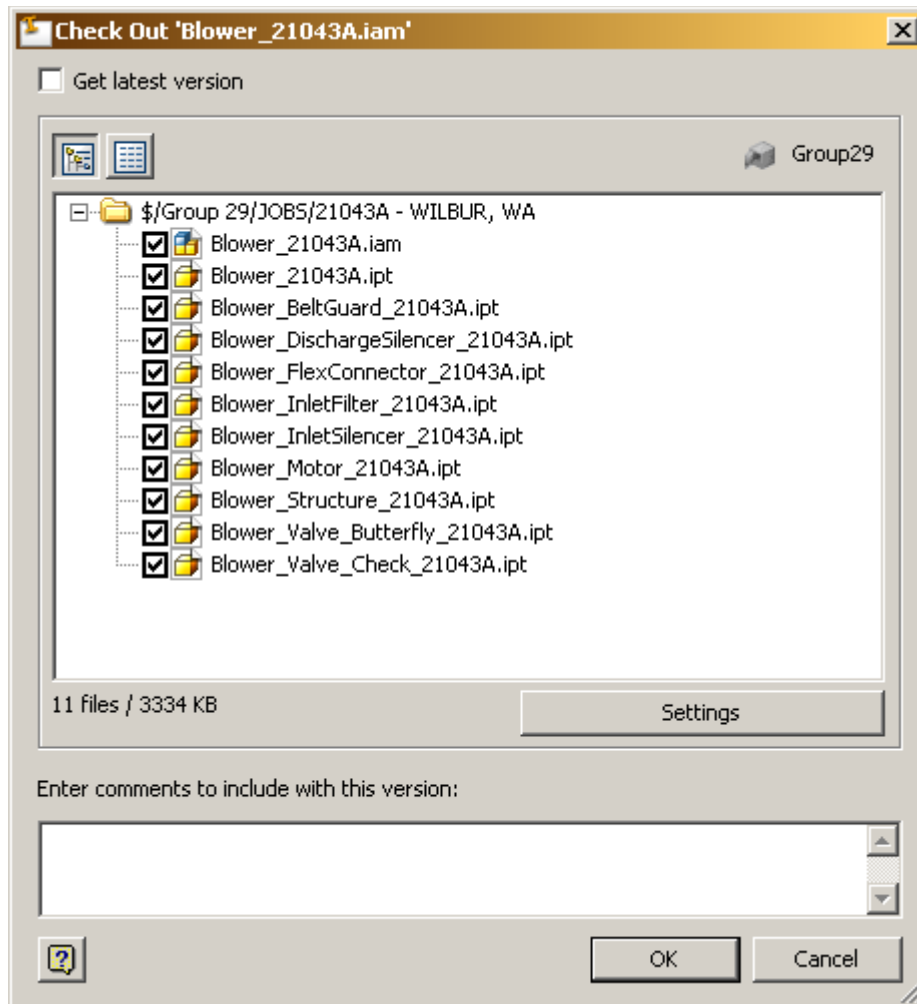 Check Out 'Blower_21043A.iam'
Get latest version
Group29
$/Group 29/JOBS/21043A - WILBUR, WA
Blower_21043A.iam
Blower_21043A.ipt
Blower_BeltGuard_21043A.ipt
Blower_DischargeSilencer_21043A.ipt
Blower_FlexConnector_21043A.ipt
Blower_InletFilter_21043A.ipt
Blower_InletSilencer_21043A.ipt
Blower_Motor_21043A.ipt
Blower_Structure_21043A.ipt
Blower_Valve_Butterfly_21043A.ipt
Blower_Valve_Check_21043A.ipt
11 files / 3334 KB
Settings
Enter comments to include with this version:
OK
Cancel